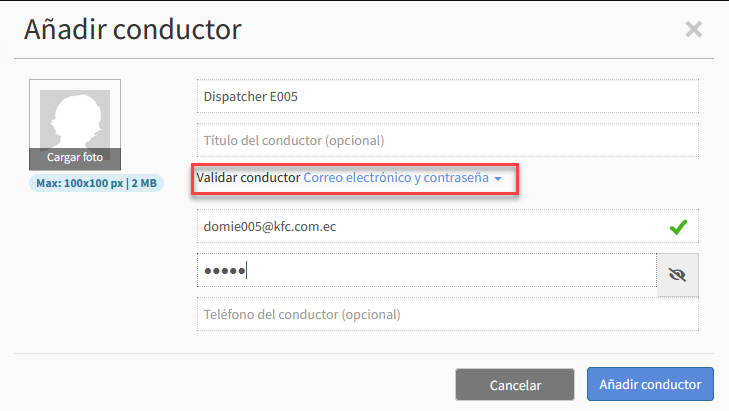 Añadir conductor
×
Dispatcher E005
Título del conductor (opcional)
Cargar foto
Validar conductor Correo electrónico y contraseña
Max: 100x100 px | 2 MB
domie005@kfc.com.ec
●●●●●
Teléfono del conductor (opcional)
Cancelar
Añadir conductor